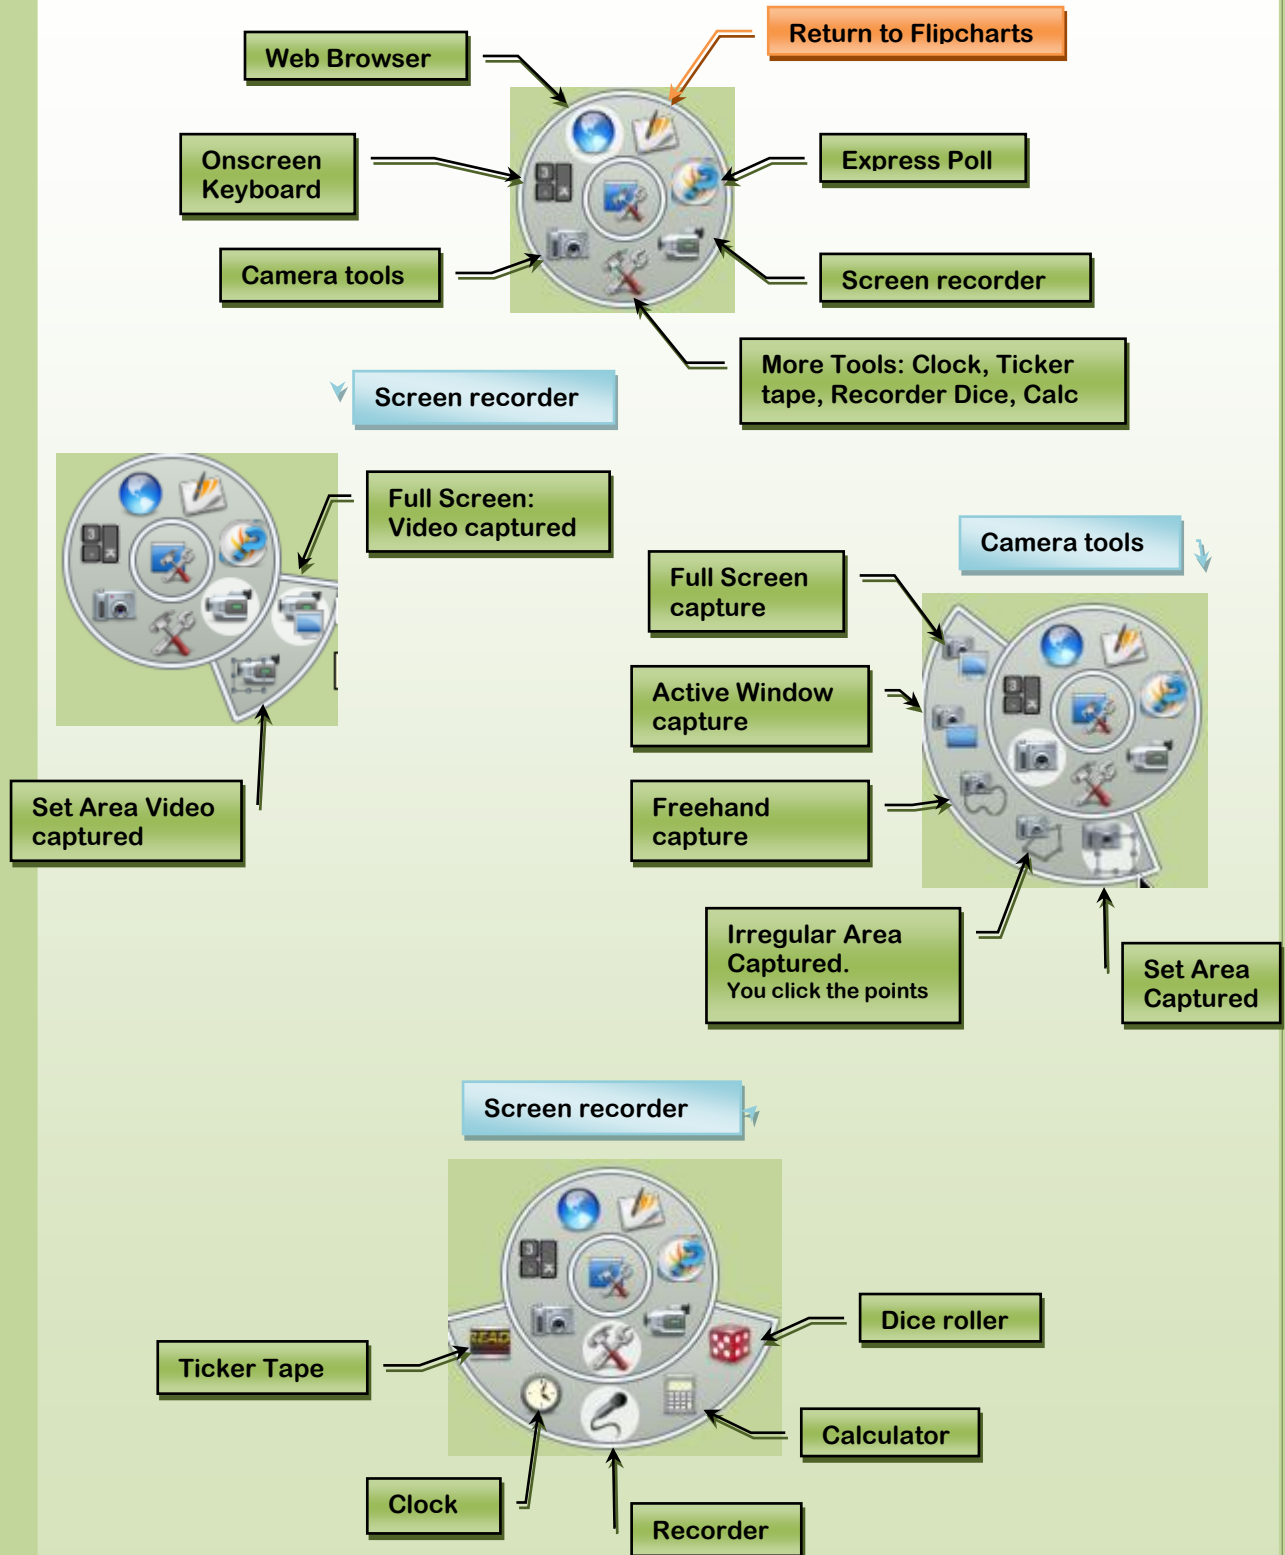 Return to Flipcharts
Web Browser
Onscreen
Keyboard
Express Poll
Camera tools
Screen recorder
More Tools: Clock, Ticker
tape, Recorder Dice, Calc
Screen recorder
Full Screen:
Video captured
Camera tools
Full Screen
capture
Active Window
capture
Set Area Video
captured
Freehand
capture
Irregular Area
Captured.
You click the points
Set Area
Captured
Screen recorder
Dice roller
Ticker Tape
Calculator
Clock
Recorder